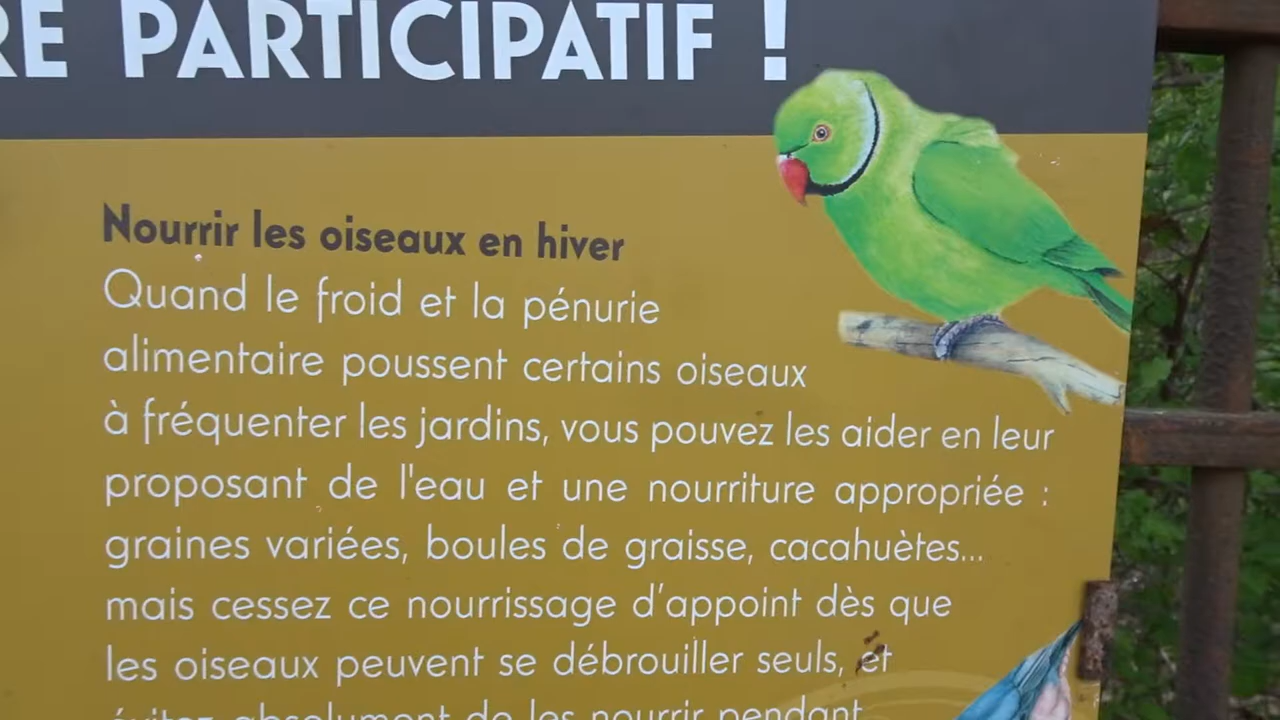 RE PARTICIPATIF !
Nourrir les oiseaux en hiver
Quand le froid et la pénurie
alimentaire poussent certains oiseaux
à fréquenter les jardins, vous pouvez les aider en leur
proposant de l'eau et une nourriture appropriée :
graines variées, boules de graisse, cacahuètes...
mais cessez ce nourrissage d'appoint dès que
les oiseaux peuvent se débrouiller seuls, et
évitez absolument de les nourrir pendant